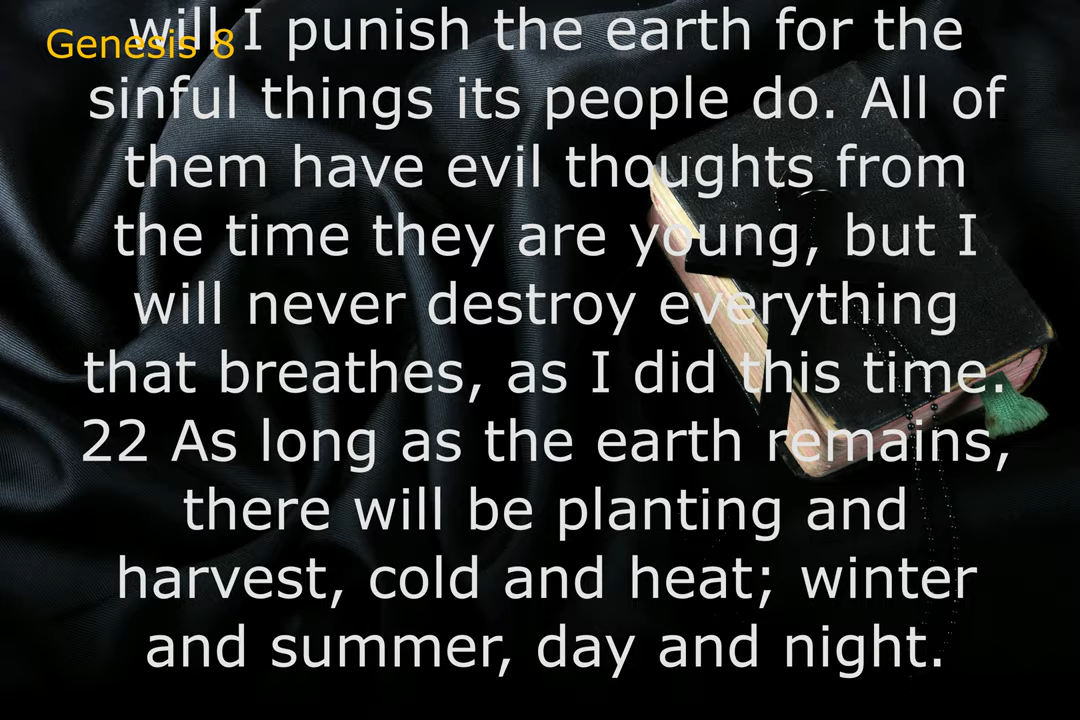 Genesis 8
will I punish the earth for the
sinful things its people do. All of
them have evil thoughts from
the time they are young, but I
will never destroy everything
that breathes, as I did this time.
22 As long as the earth remains,
there will be planting and
harvest, cold and heat; winter
and summer, day and night.